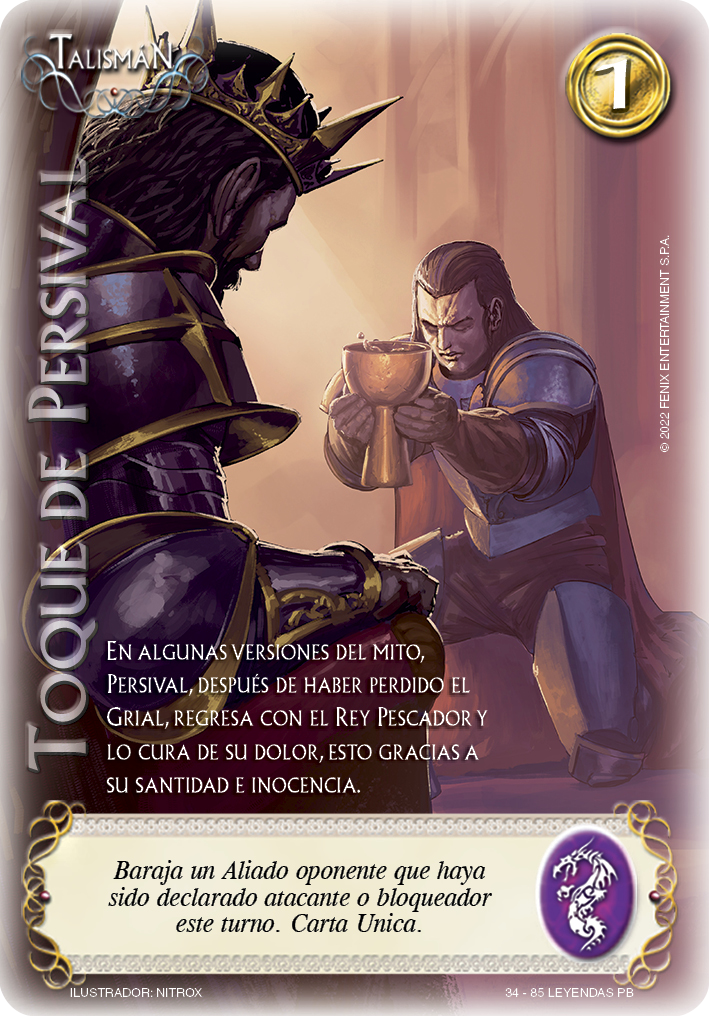 Talismán
1
Toque de Persival
© 2022 FENIX ENTERTAINMENT S.P.A.
En algunas versiones del mito,
Persival, después de haber perdido el
Grial, regresa con el Rey Pescador y
lo cura de su dolor, esto gracias a
su santidad e inocencia.
Baraja un Aliado oponente que haya
sido declarado atacante o bloqueador
este turno. Carta Unica.
ILUSTRADOR: NITROX
34 - 85 LEYENDAS PB